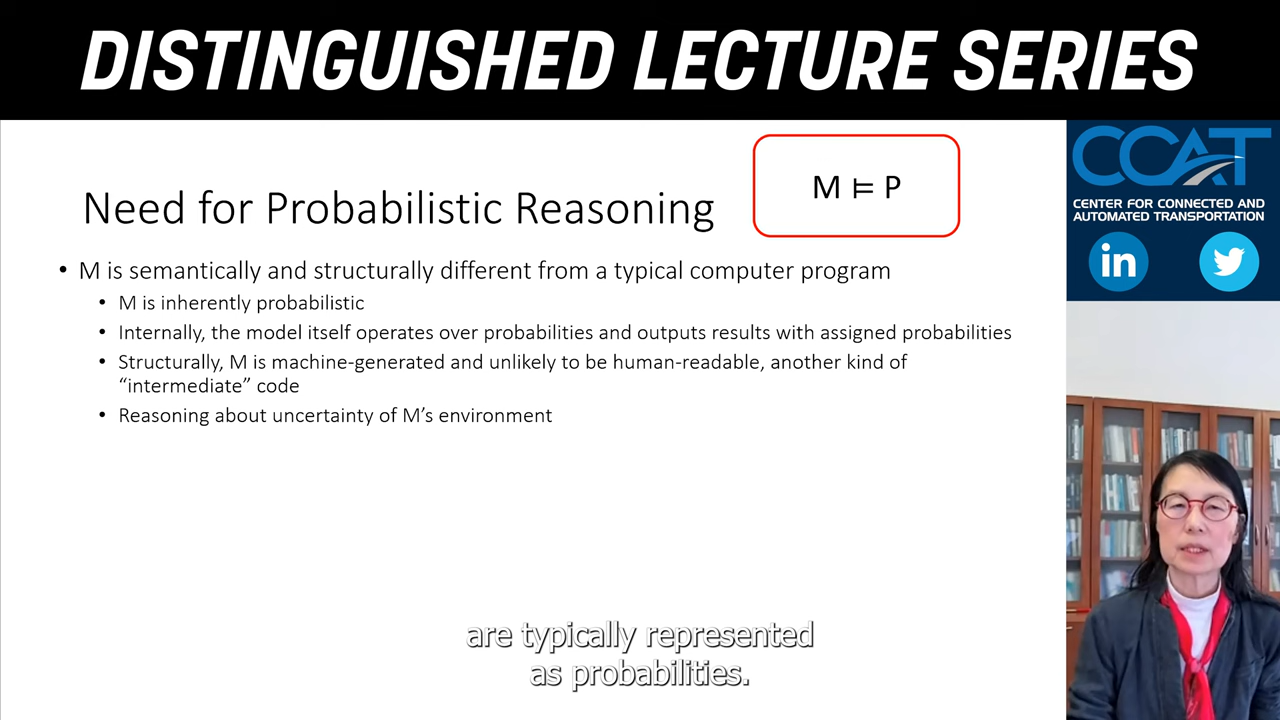 DISTINGUISHED LECTURE SERIES
Need for Probabilistic Reasoning
M ⊨ P
• M is semantically and structurally different from a typical computer program
• M is inherently probabilistic
• Internally, the model itself operates over probabilities and outputs results with assigned probabilities
• Structurally, M is machine-generated and unlikely to be human-readable, another kind of
“intermediate” code
• Reasoning about uncertainty of M’s environment
are typically represented
as probabilities.
CCAT
CENTER FOR CONNECTED AND
AUTOMATED TRANSPORTATION
in